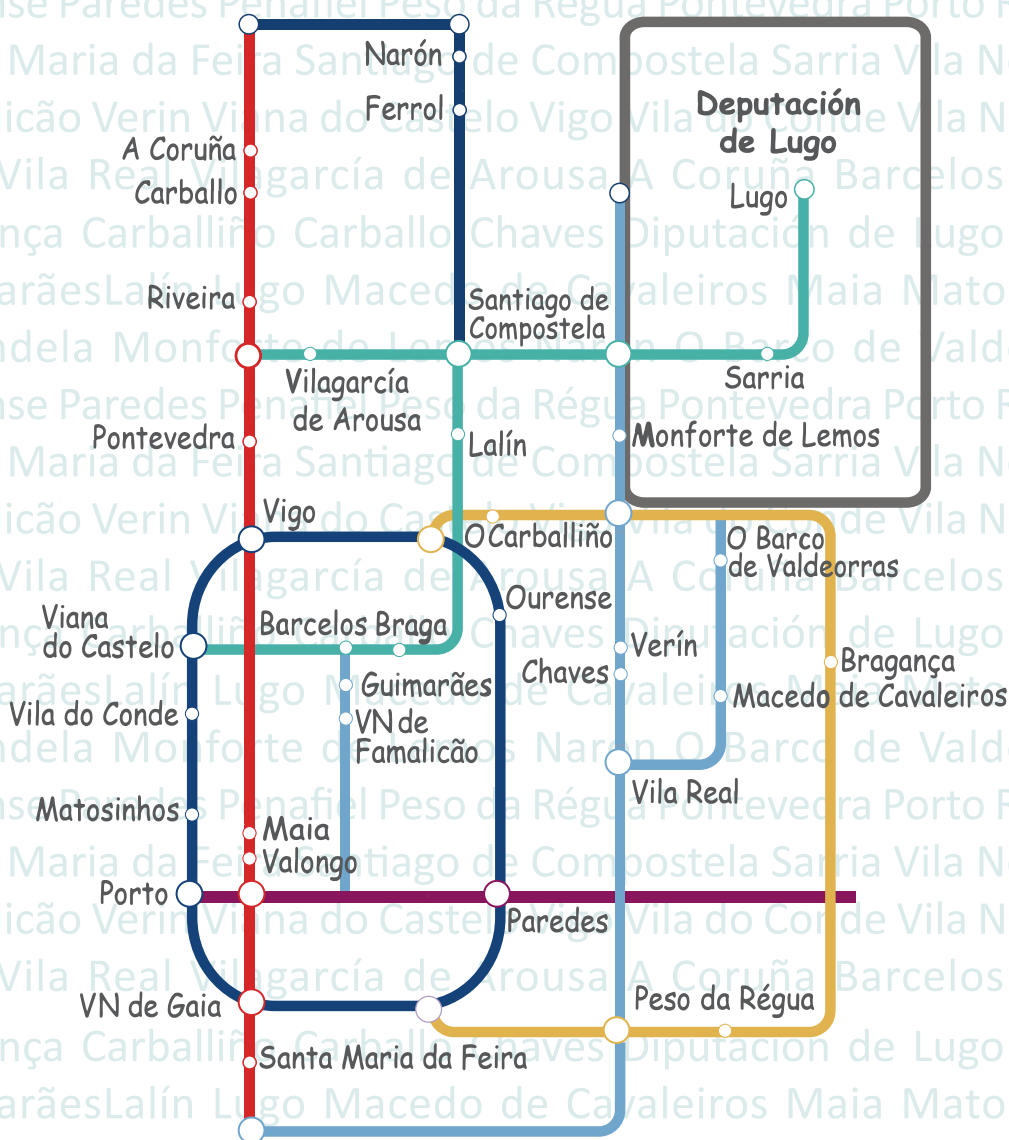 Narón
Ferrol
Deputación
de Lugo
A Coruña
Carballo
Lugo
Riveira
Santiago de
Compostela
Vilagarcía
de Arousa
Sarria
Pontevedra
Lalín
Monforte de Lemos
Vigo
O Carballiño
O Barco
de Valdeorras
Ourense
Viana
do Castelo
Barcelos Braga
Verín
Chaves
Bragança
Guimarães
Macedo de Cavaleiros
Vila do Conde
VN de
Famalicão
Vila Real
Matosinhos
Maia
Valongo
Porto
Paredes
VN de Gaia
Peso da Régua
Santa Maria da Feira